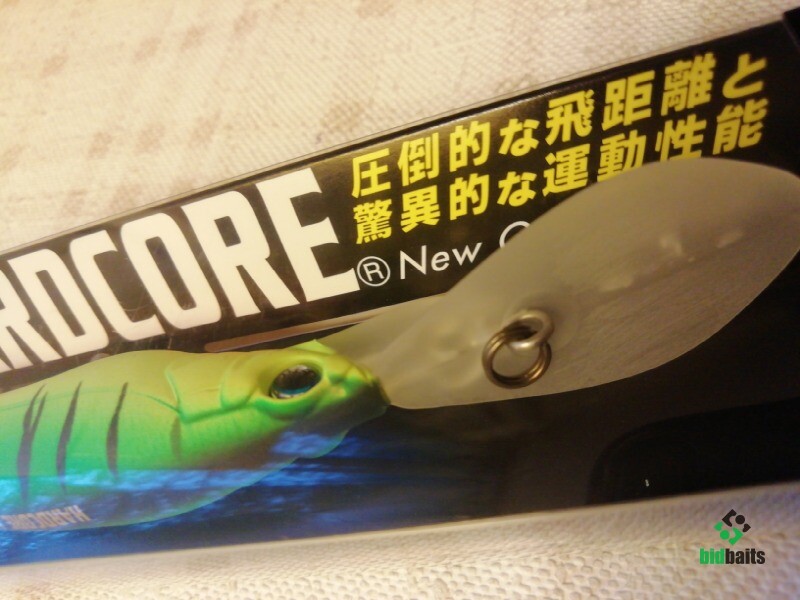 圧倒的な飛距離と
驚異的な運動性能
RDCORE
® New
HARDCORE
bidbaits